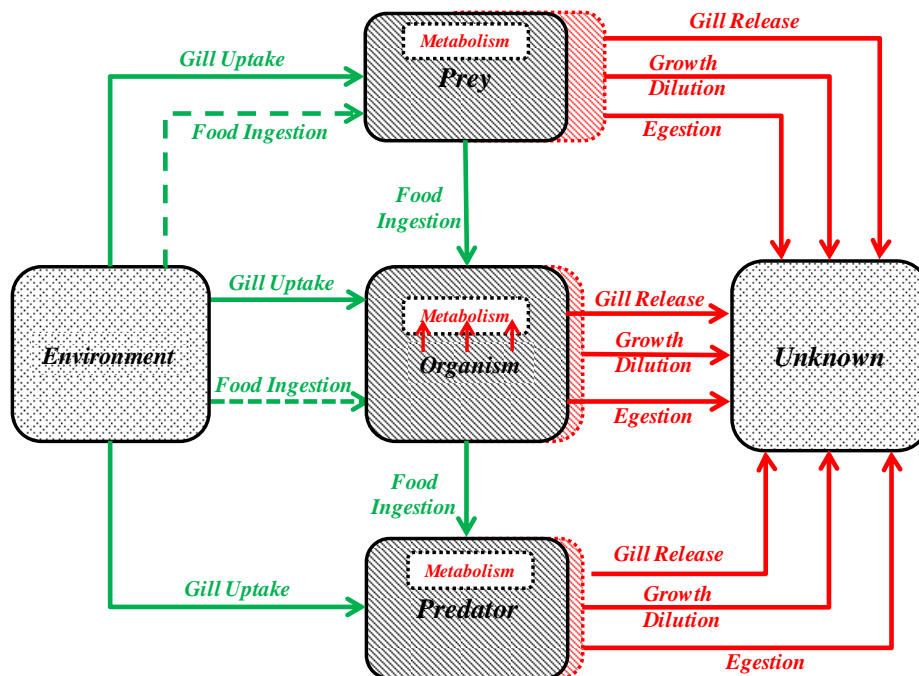 Gill Release
Metabolism
Gill Uptake
Prey
Growth
Dilution
Food Ingestion
Egestion
Food
Ingestion
Gill Uptake
Gill Release
Metabolism
Environment
Organism
Growth
Dilution
Unknown
Food Ingestion
Egestion
Food
Ingestion
Gill Release
Metabolism
Gill Uptake
Predator
Growth
Dilution
Egestion